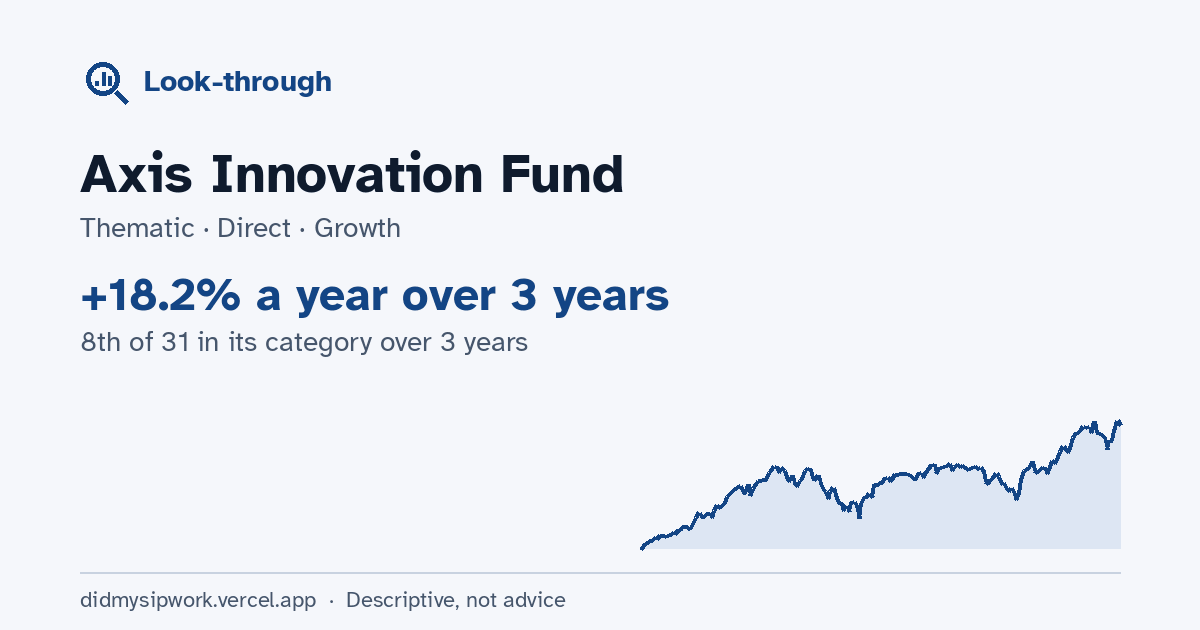 Look-through
Axis Innovation Fund
Thematic · Direct · Growth
+18.2% a year over 3 years
8th of 31 in its category over 3 years
didmysipwork.vercel.app · Descriptive, not advice